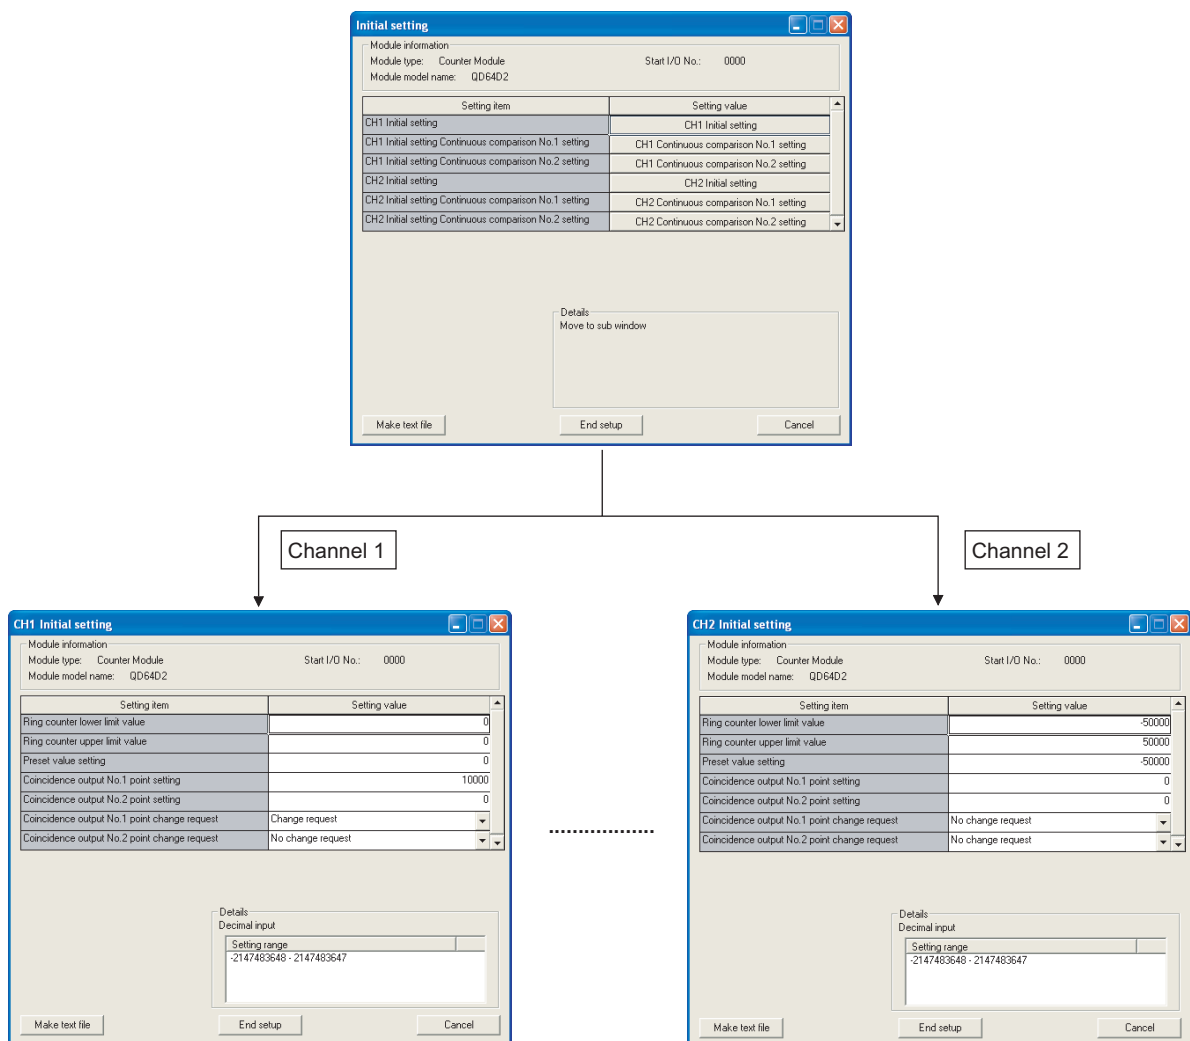 Initial setting
Module information
Module type: Counter Module Start I/O No.: 0000
Module model name: QD64D2
Setting item Setting value
CH1 Initial setting CH1 Initial setting
CH1 Initial setting Continuous comparison No.1 setting CH1 Continuous comparison No.1 setting
CH1 Initial setting Continuous comparison No.2 setting CH1 Continuous comparison No.2 setting
CH2 Initial setting CH2 Initial setting
CH2 Initial setting Continuous comparison No.1 setting CH2 Continuous comparison No.1 setting
CH2 Initial setting Continuous comparison No.2 setting CH2 Continuous comparison No.2 setting
Details
Move to sub window
Make text file End setup Cancel
Channel 1
Channel 2
CH1 Initial setting
Module information
Module type: Counter Module Start I/O No.: 0000
Module model name: QD64D2
Setting item Setting value
Ring counter lower limit value 0
Ring counter upper limit value 0
Preset value setting 0
Coincidence output No.1 point setting 10000
Coincidence output No.2 point setting 0
Coincidence output No.1 point change request Change request
Coincidence output No.2 point change request No change request
Details
Decimal input
Setting range
-2147483648 - 2147483647
Make text file End setup Cancel
.................
CH2 Initial setting
Module information
Module type: Counter Module Start I/O No.: 0000
Module model name: QD64D2
Setting item Setting value
Ring counter lower limit value -50000
Ring counter upper limit value 50000
Preset value setting -50000
Coincidence output No.1 point setting 0
Coincidence output No.2 point setting 0
Coincidence output No.1 point change request No change request
Coincidence output No.2 point change request No change request
Details
Decimal input
Setting range
-2147483648 - 2147483647
Make text file End setup Cancel